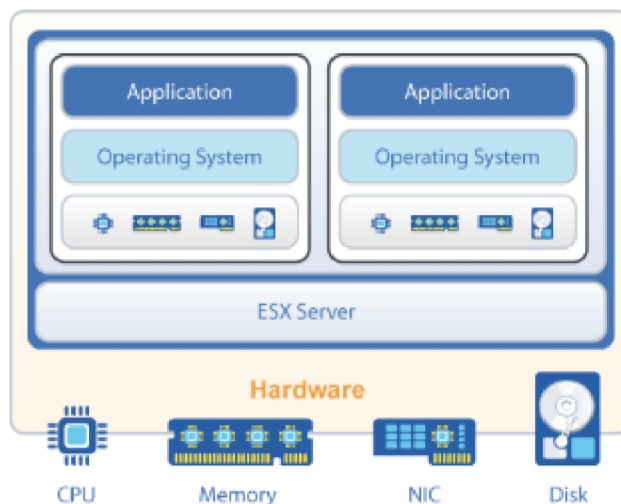 Application
Application
Operating System
Operating System
ESX Server
Hardware
CPU
Memory
NIC
Disk